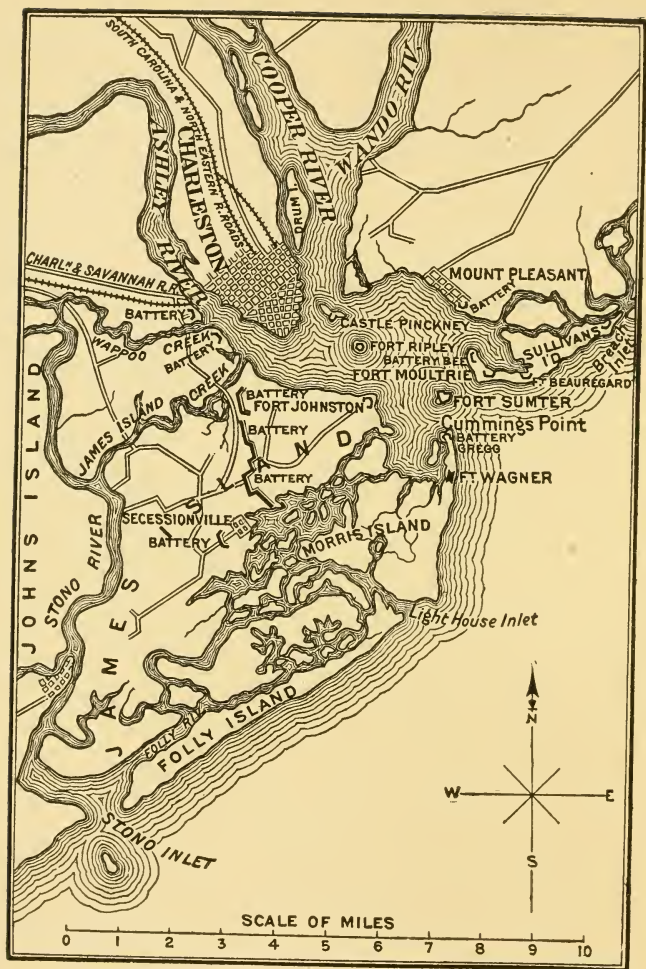 SOUTH CAROLINA & NORTH EASTERN R. ROADS
COOPER RIVER
WANDO RIV.
ASHLEY RIVER
CHARLESTON
DRUM I.
CHARLN & SAVANNAH R.R.
MOUNT PLEASANT
BATTERY
BATTERY
CASTLE PINCKNEY
WAPPOO CREEK
BATTERY
FORT RIPLEY
BATTERY BEE
SULLIVANS I'D
Breech Inlet
FORT MOULTRIE
FT BEAUREGARD
JAMES ISLAND CREEK
BATTERY
FORT JOHNSTON
FORT SUMTER
Cummings Point
BATTERY GREGG
BATTERY
BATTERY
FT. WAGNER
SECESSIONVILLE
BATTERY
MORRIS ISLAND
JOHNS ISLAND
STONO RIVER
JAMES ISLAND
Light House Inlet
FOLLY RIV.
FOLLY ISLAND
STONO INLET
N
W E
S
SCALE OF MILES
0 1 2 3 4 5 6 7 8 9 10